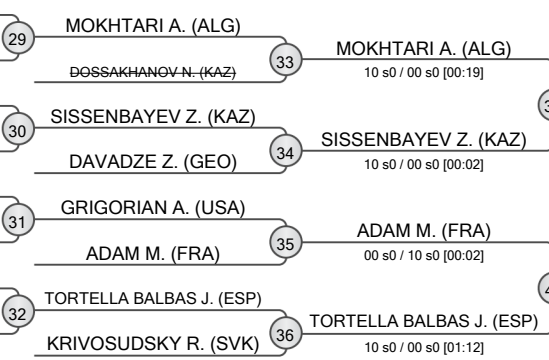 29
MOKHTARI A. (ALG)
DOSSAKHANOV N. (KAZ)
33
MOKHTARI A. (ALG)
10 s0 / 00 s0 [00:19]
30
SISSENBAYEV Z. (KAZ)
DAVADZE Z. (GEO)
34
SISSENBAYEV Z. (KAZ)
10 s0 / 00 s0 [00:02]
31
GRIGORIAN A. (USA)
ADAM M. (FRA)
35
ADAM M. (FRA)
00 s0 / 10 s0 [00:02]
32
TORTELLA BALBAS J. (ESP)
KRIVOSUDSKY R. (SVK)
36
TORTELLA BALBAS J. (ESP)
10 s0 / 00 s0 [01:12]